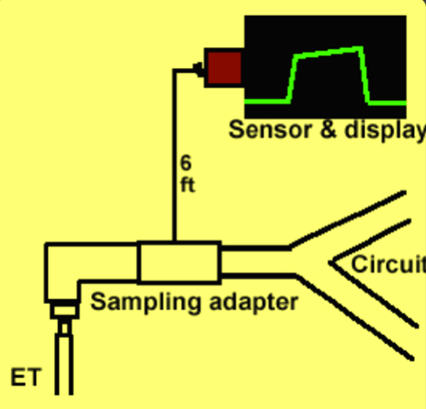 Sensor & display
6
ft
Circuit
Sampling adapter
ET